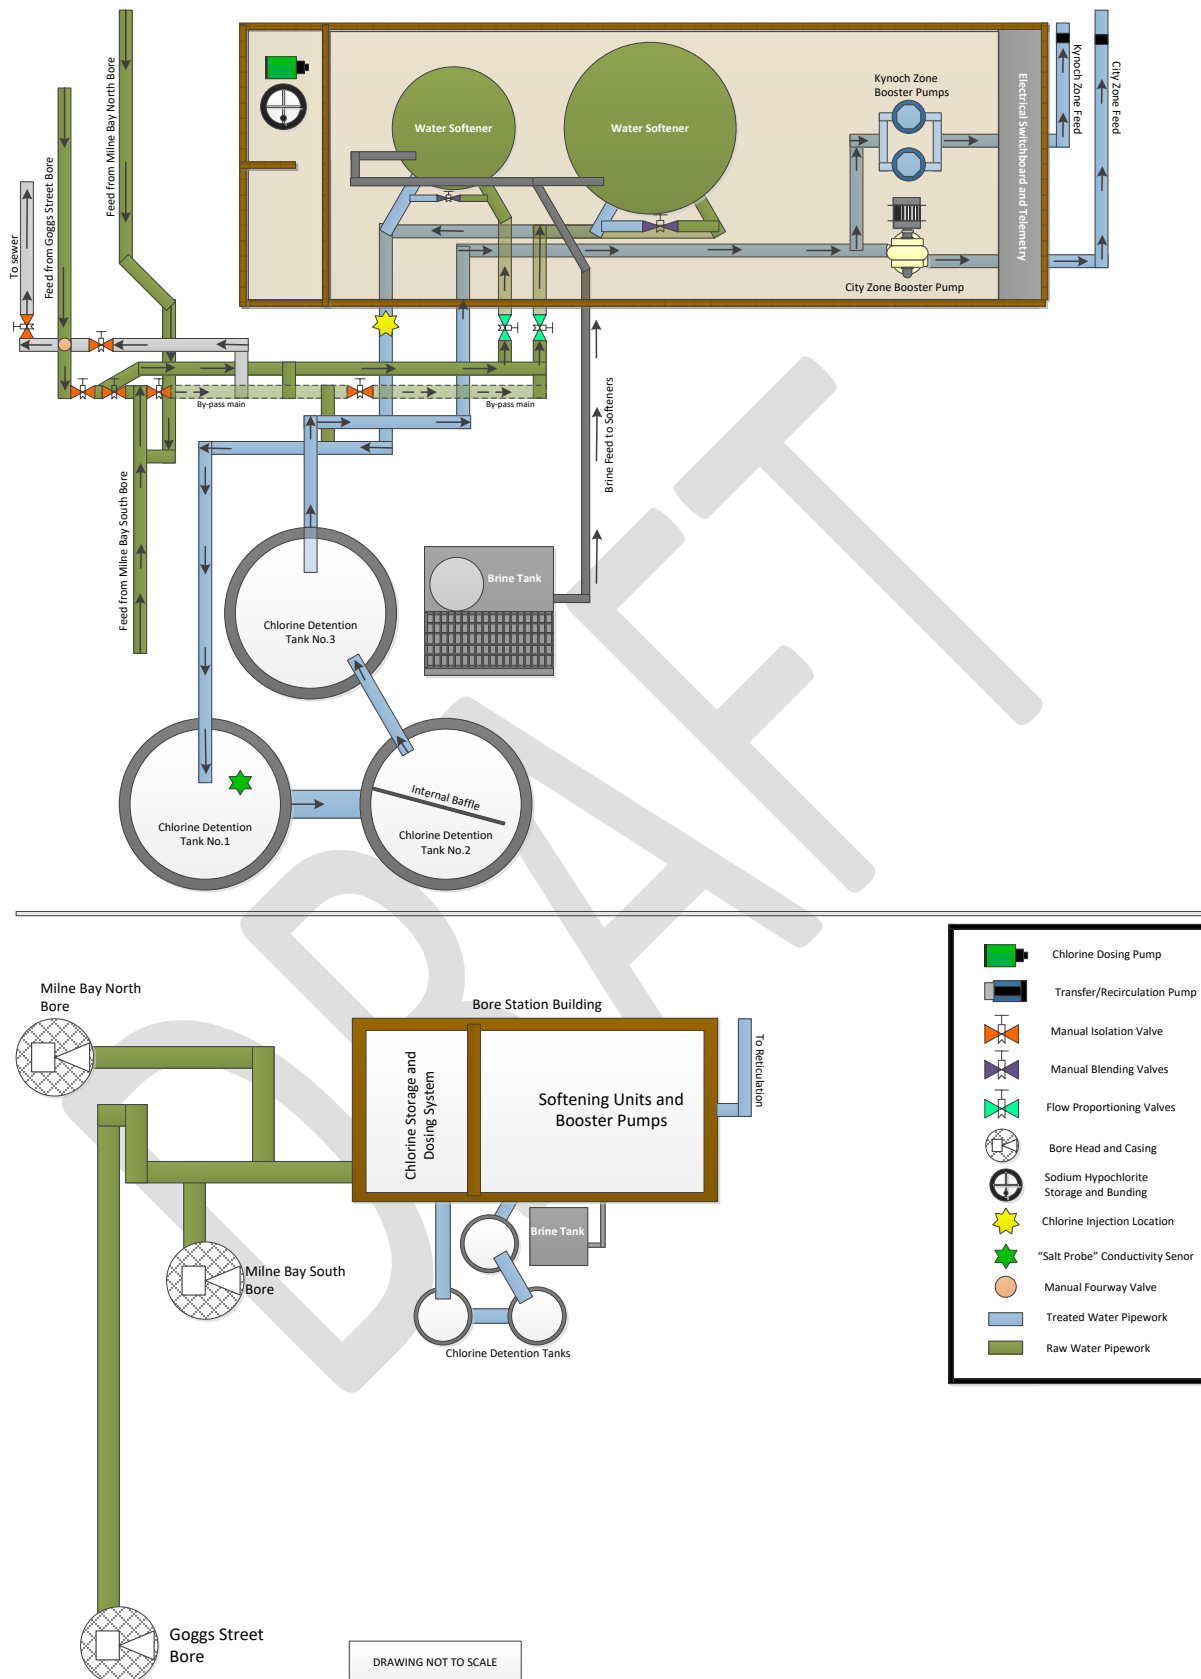 Feed from Milne Bay North Bore
Feed from Goggs Street Bore
To sewer
Feed from Milne Bay South Bore
Water Softener
Water Softener
Kynoch Zone
Booster Pumps
City Zone Booster Pump
Electrical Switchboard and Telemetry
Kynoch Zone
Feed
City Zone Feed
By-pass main
By-pass main
Brine Feed to Softeners
Brine Tank
Chlorine Detention
Tank No.3
Chlorine Detention
Tank No.1
Internal Baffle
Chlorine Detention
Tank No.2
DRAFT
Milne Bay North
Bore
Bore Station Building
Chlorine Storage and
Dosing System
Softening Units and
Booster Pumps
To Reticulation
Milne Bay South
Bore
Brine Tank
Chlorine Detention Tanks
Goggs Street
Bore
DRAWING NOT TO SCALE
Chlorine Dosing Pump
Transfer/Recirculation Pump
Manual Isolation Valve
Manual Blending Valves
Flow Proportioning Valves
Bore Head and Casing
Sodium Hypochlorite
Storage and Bunding
Chlorine Injection Location
“Salt Probe” Conductivity Senor
Manual Fourway Valve
Treated Water Pipework
Raw Water Pipework